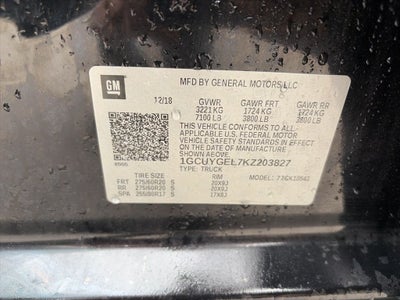 GM
MFD BY GENERAL MOTORS LLC
12/18 GVWR GAWR FRT GAWR RR
3221 KG 1724 KG 1724 KG
7100 LB 3800 LB 3800 LB
THIS VEHICLE CONFORMS TO ALL
APPLICABLE U.S. FEDERAL MOTOR
VEHICLE SAFETY STANDARDS IN
EFFECT ON THE DATE OF MANUFACTURE
SHOWN ABOVE.
1GCUYGEL7KZ203827
TYPE: TRUCK MODEL:
TIRE SIZE RIM
FRT 275/60R20 S 20X9J
RR 275/60R20 S 20X9J
SPA 255/80R17 S 17X8J